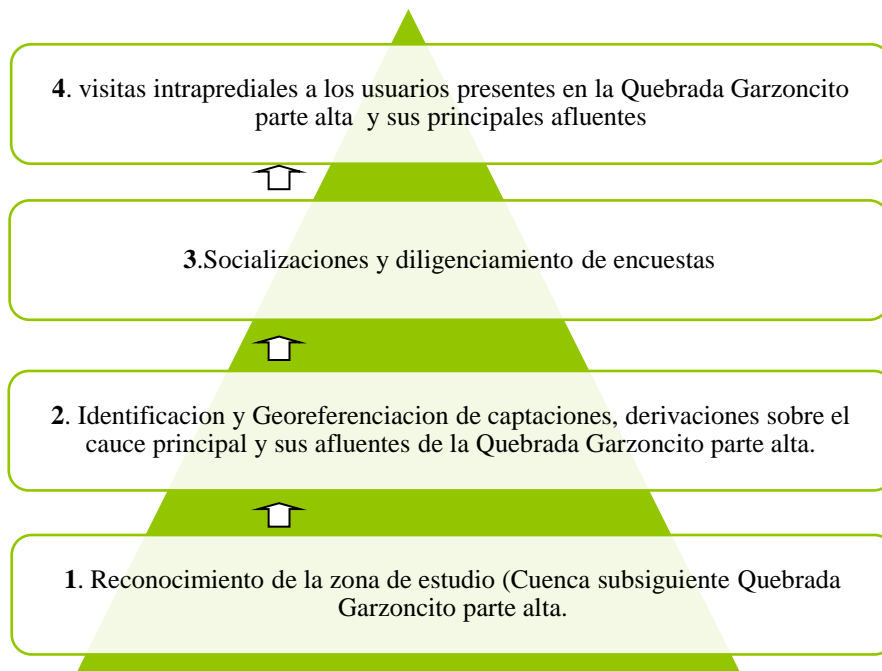 4. visitas intraprediales a los usuarios presentes en la Quebrada Garzoncito
parte alta y sus principales afluentes
3.Socializaciones y diligenciamiento de encuestas
2. Identificacion y Georeferenciacion de captaciones, derivaciones sobre el
cauce principal y sus afluentes de la Quebrada Garzoncito parte alta.
1. Reconocimiento de la zona de estudio (Cuenca subsiguiente Quebrada
Garzoncito parte alta.